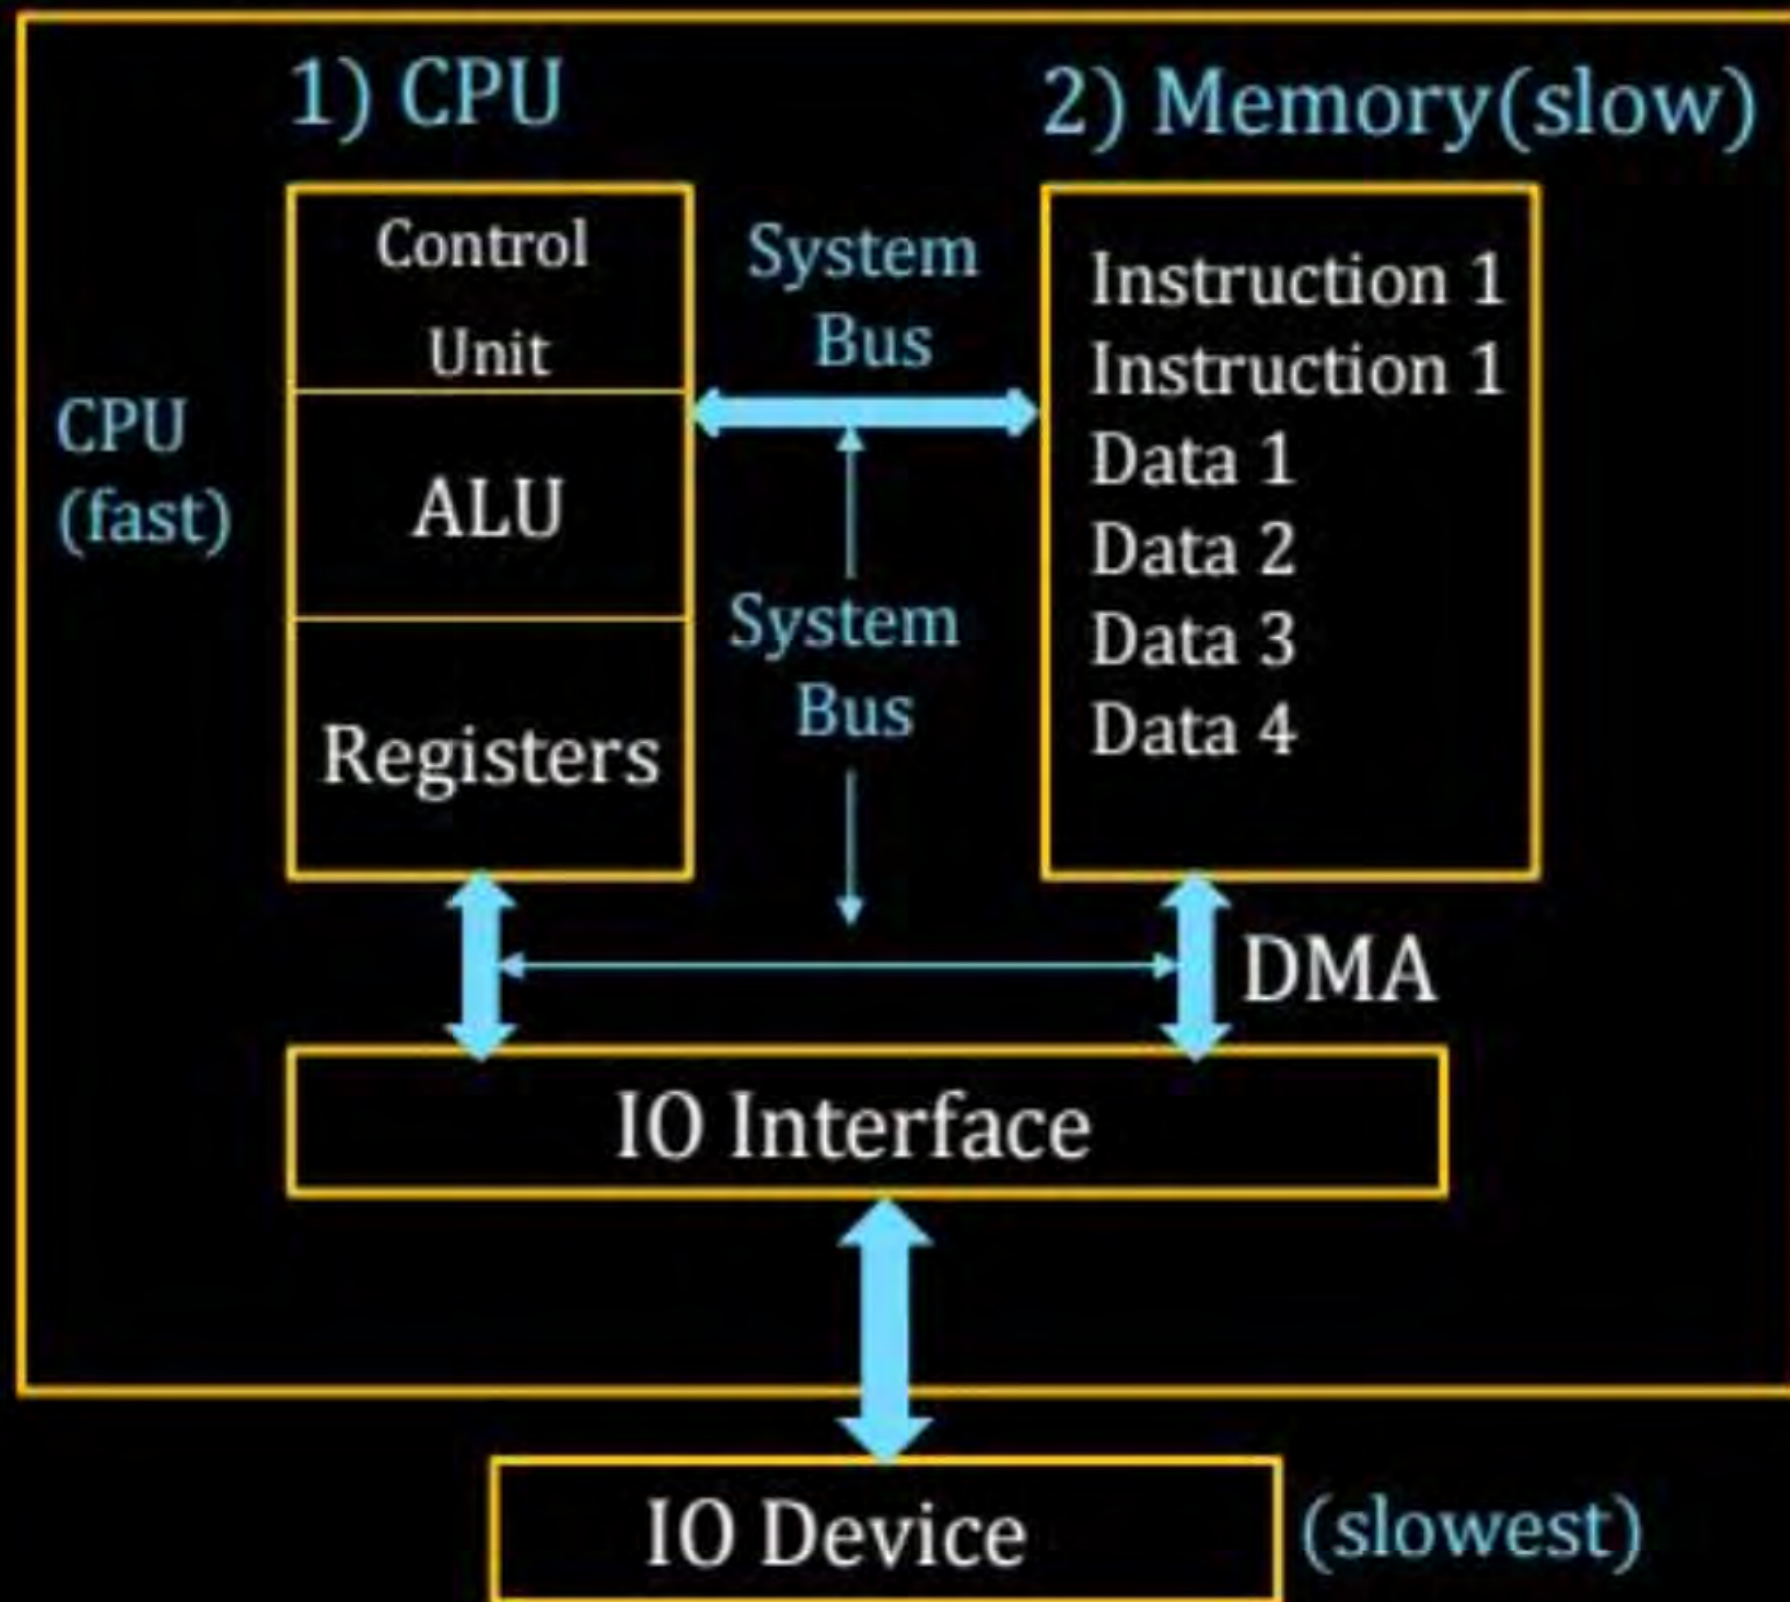 1) CPU
2) Memory(slow)
Control
Unit
ALU
Registers
CPU
(fast)
System
Bus
System
Bus
Instruction 1
Instruction 1
Data 1
Data 2
Data 3
Data 4
DMA
IO Interface
IO Device
(slowest)